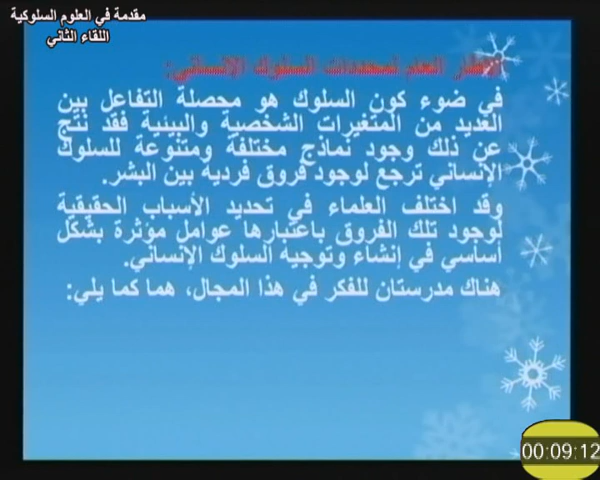 مقدمة في العلوم السلوكية
اللقاء الثاني
الإطار العام لمحددات السلوك الإنساني:
في ضوء كون السلوك هو محصلة التفاعل بين
العديد من المتغيرات الشخصية والبيئية فقد نتج
عن ذلك وجود نماذج مختلفة ومتنوعة للسلوك
الإنساني ترجع لوجود فروق فرديه بين البشر.
وقد اختلف العلماء في تحديد الأسباب الحقيقية
لوجود تلك الفروق باعتبارها عوامل مؤثرة بشكل
أساسي في إنشاء وتوجيه السلوك الإنساني.
هناك مدرستان للفكر في هذا المجال، هما كما يلي:
00:09:12